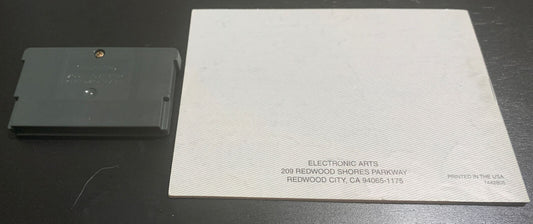 ELECTRONIC ARTS
209 REDWOOD SHORES PARKWAY
REDWOOD CITY, CA 94065-1175
PRINTED IN THE USA